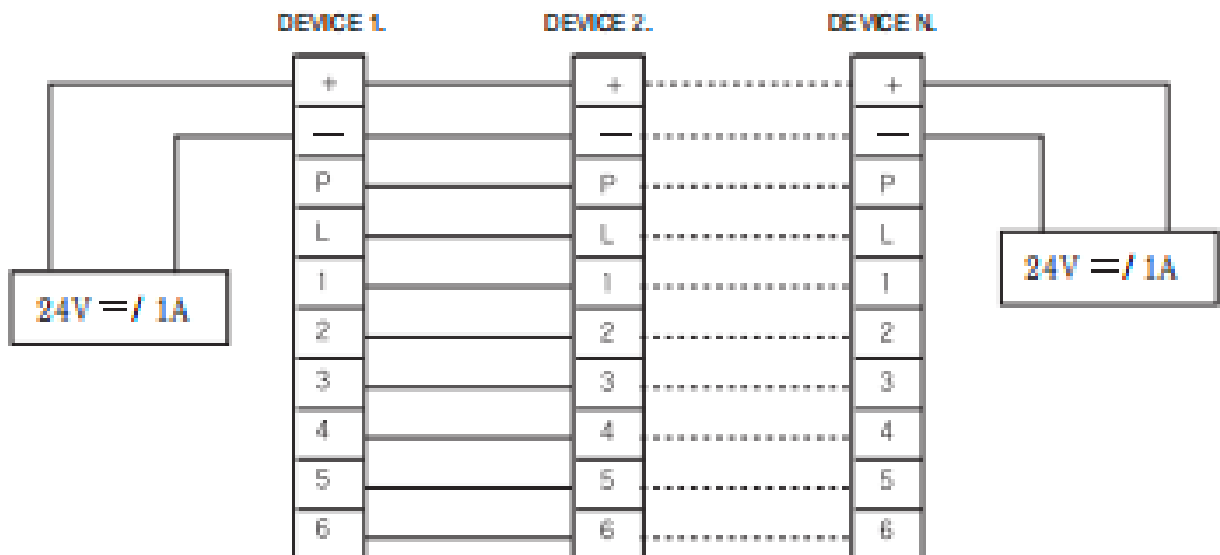 DEVICE 1. DEVICE 2. DEVICE N.
+ + +
— — —
P P P
L L L
1 1 1
24V ⎓/ 1A
24V ⎓/ 1A
2 2 2
3 3 3
4 4 4
5 5 5
6 6 6